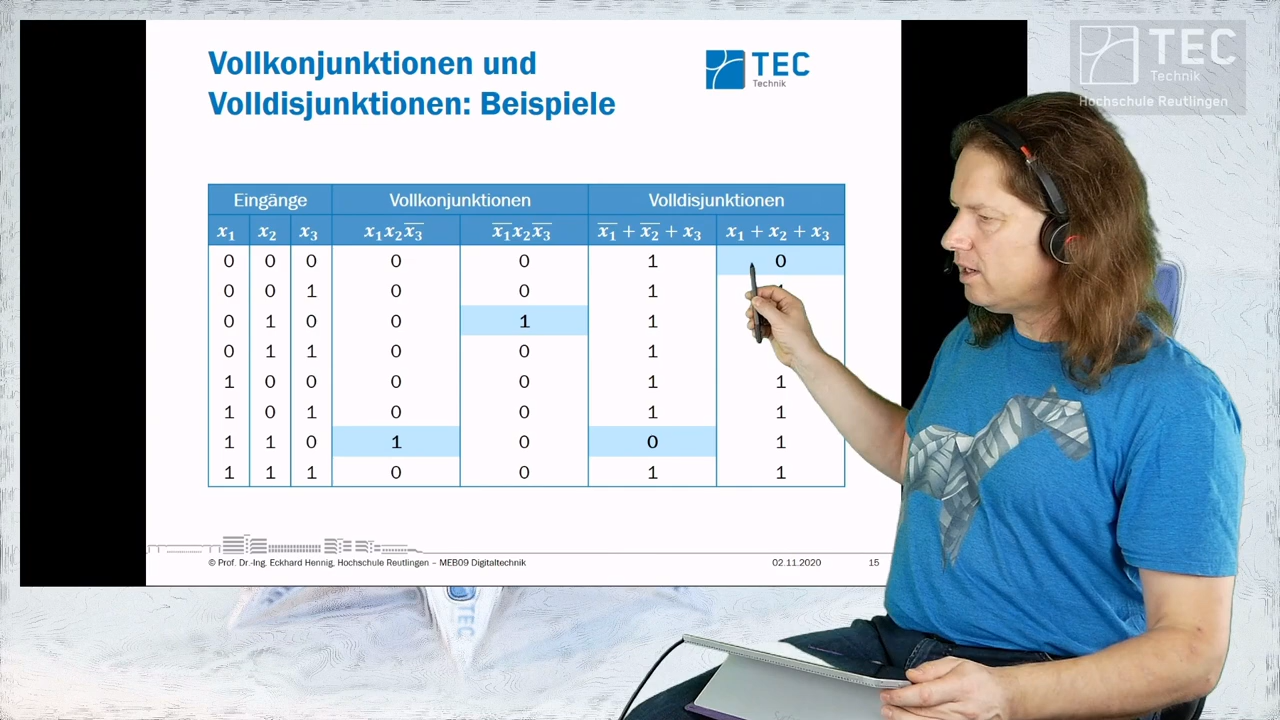 Vollkonjunktionen und
Volldisjunktionen: Beispiele
TEC
Technik
TEC
Technik
Hochschule Reutlingen
Eingänge Vollkonjunktionen Volldisjunktionen
x₁ x₂ x₃ x₁x₂x̅₃ x̅₁x₂x̅₃ x̅₁ + x̅₂ + x₃ x₁ + x₂ + x₃
0 0 0 0 0 1 0
0 0 1 0 0 1
0 1 0 0 1 1
0 1 1 0 0 1
1 0 0 0 0 1 1
1 0 1 0 0 1 1
1 1 0 1 0 0 1
1 1 1 0 0 1 1
© Prof. Dr.-Ing. Eckhard Hennig, Hochschule Reutlingen – MEB09 Digitaltechnik 02.11.2020 15
TEC